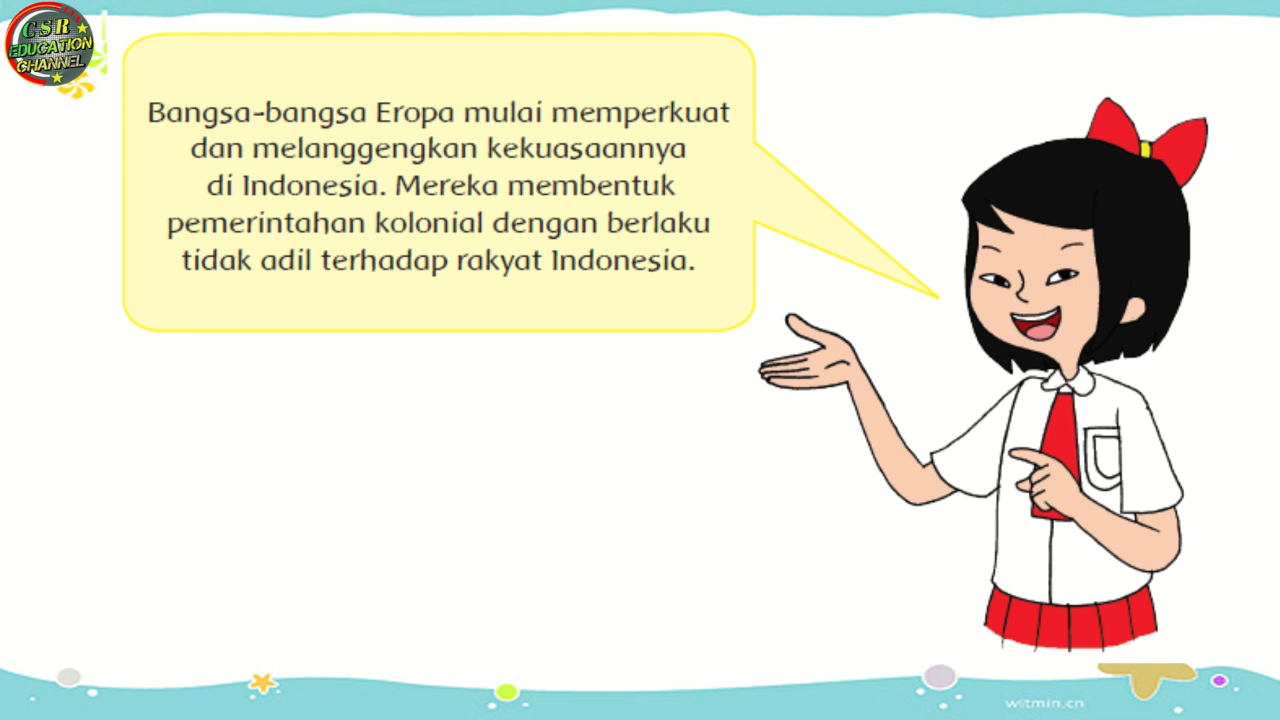 CSR
EDUCATION
CHANNEL
Bangsa-bangsa Eropa mulai memperkuat
dan melanggengkan kekuasaannya
di Indonesia. Mereka membentuk
pemerintahan kolonial dengan berlaku
tidak adil terhadap rakyat Indonesia.
witmin.cn